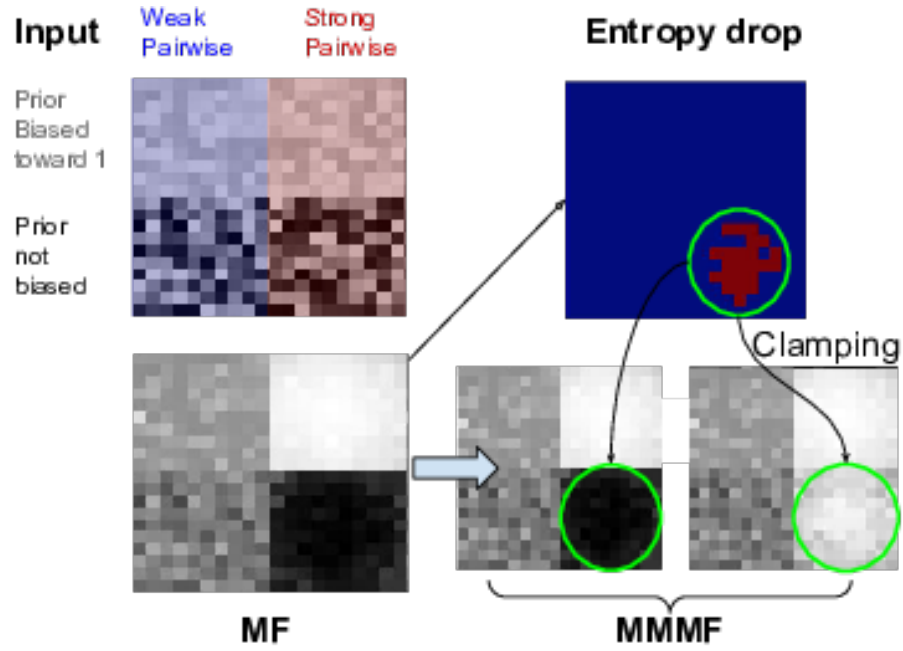 Input
Weak
Pairwise
Strong
Pairwise
Entropy drop
Prior
Biased
toward 1
Prior
not
biased
Clamping
MF
MMMF